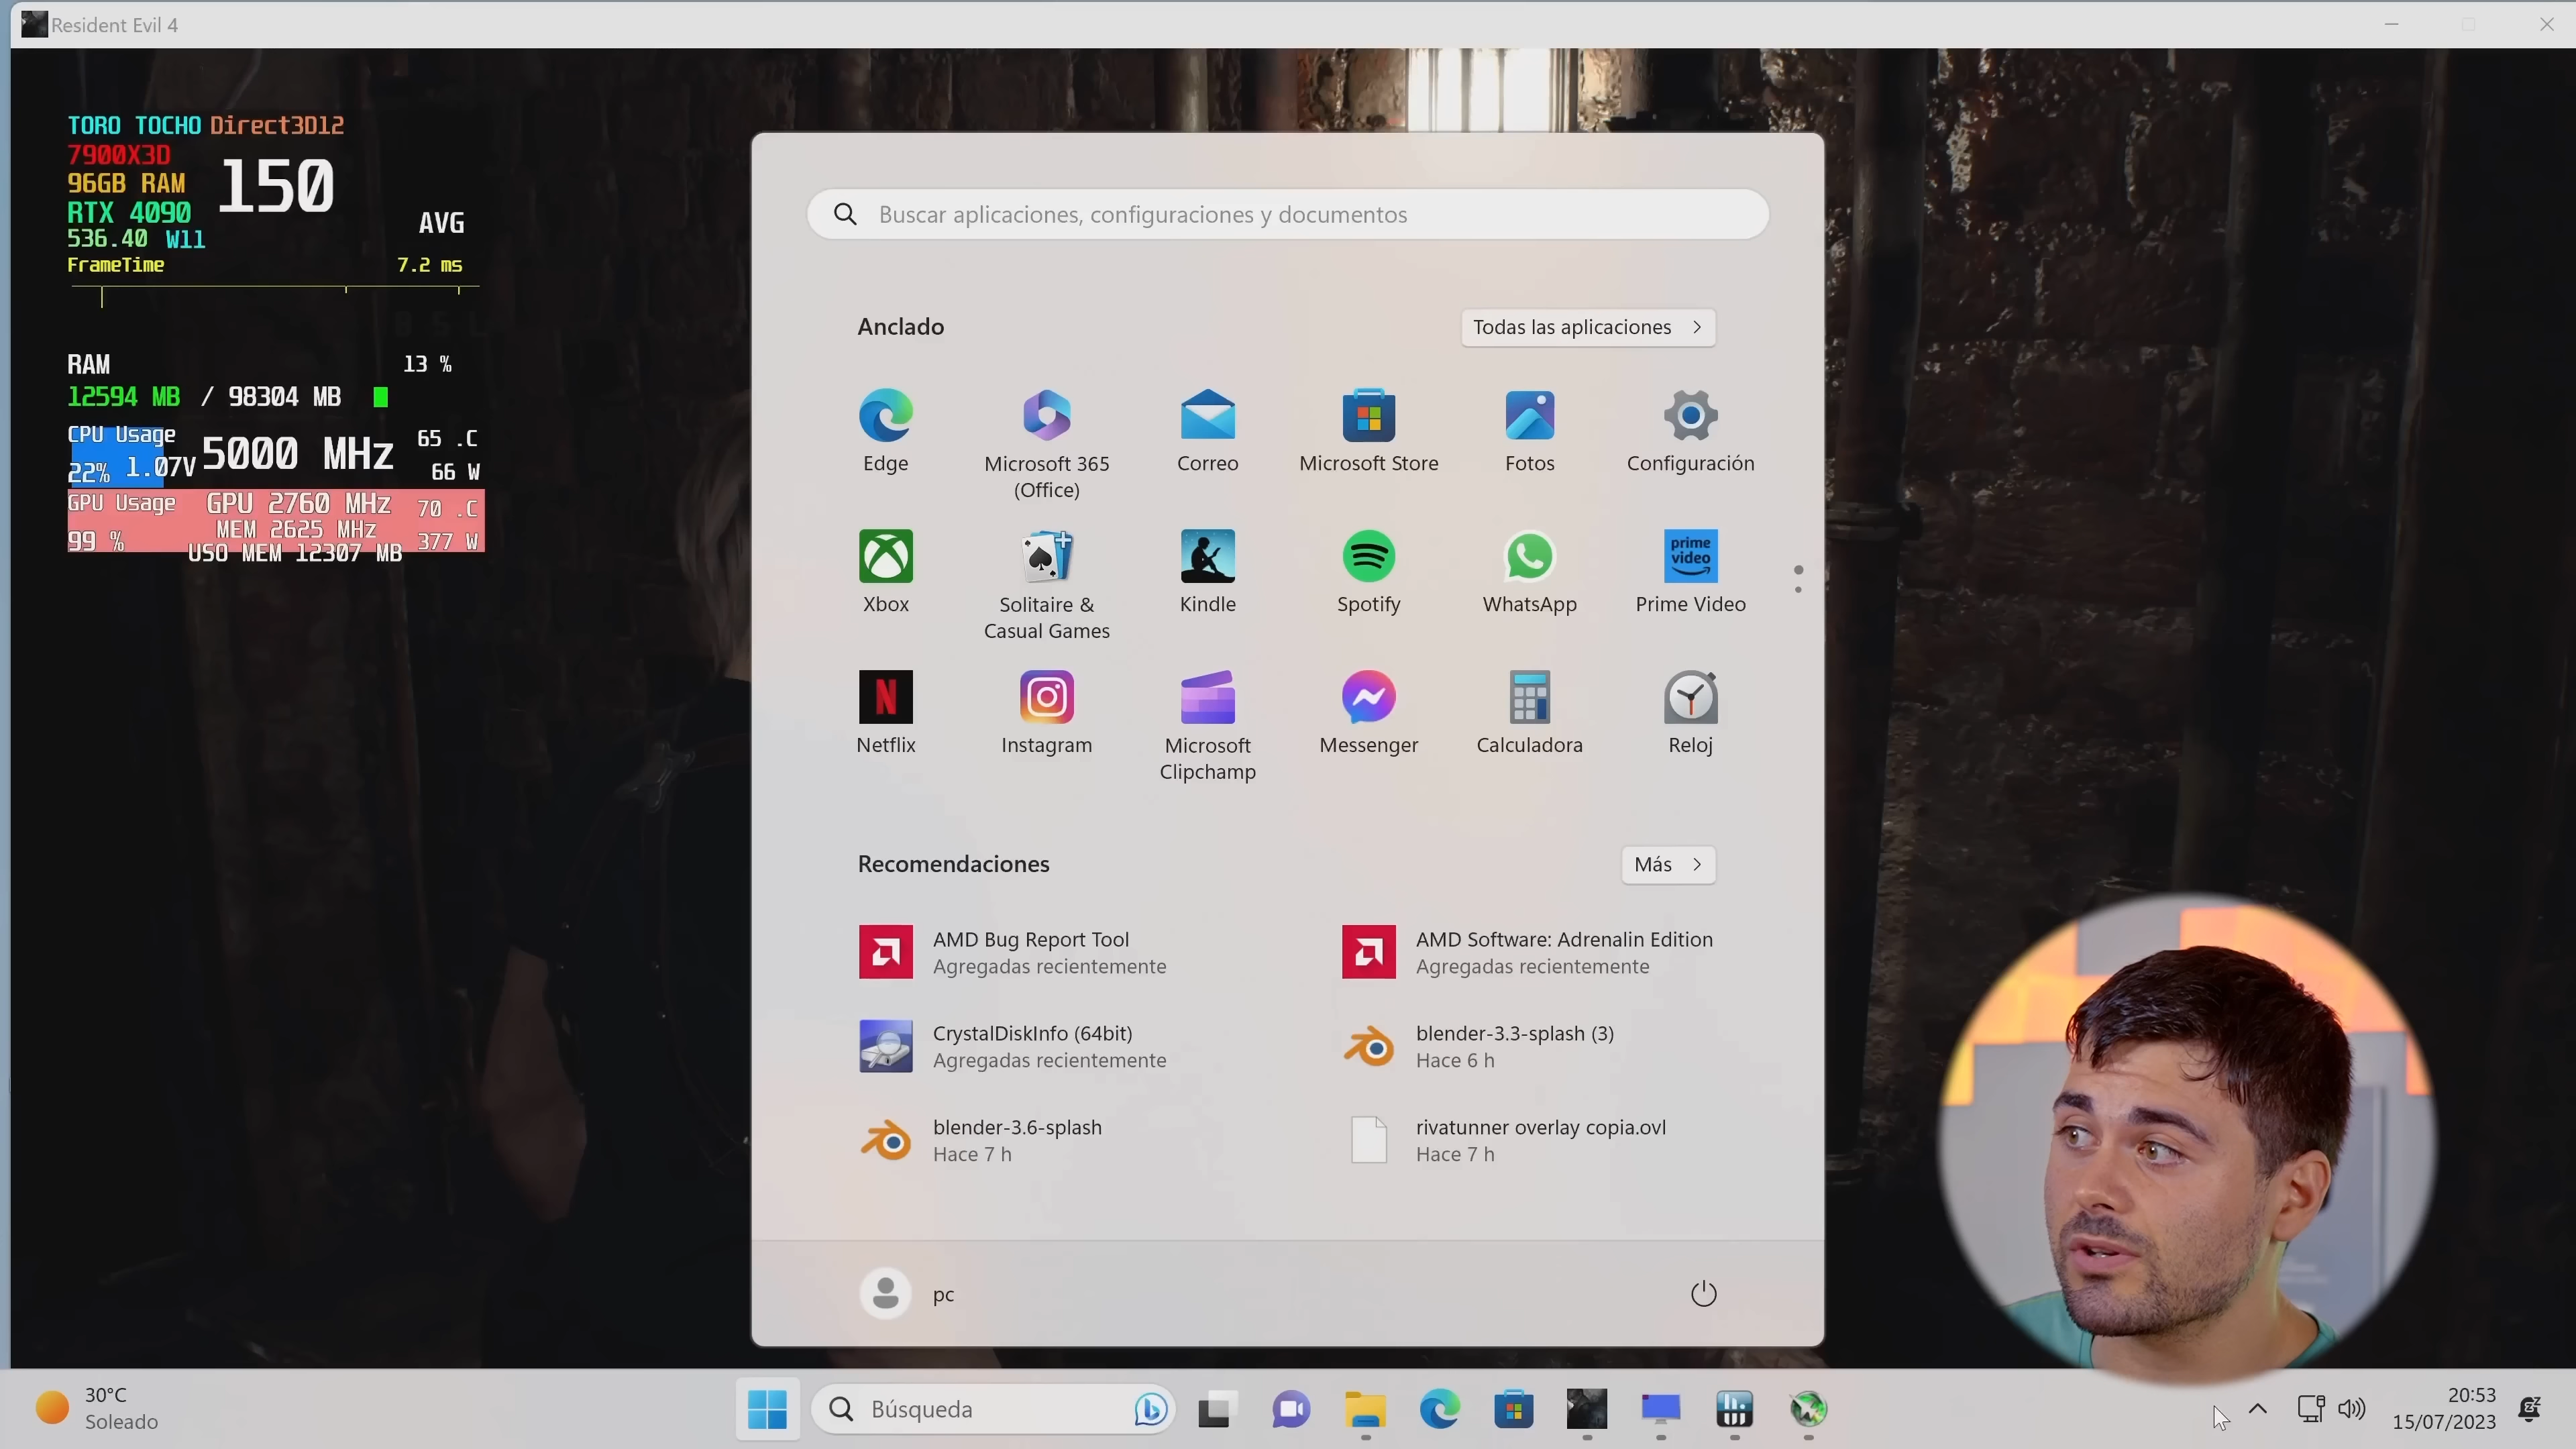 Resident Evil 4
TORO TOCHO Direct3D12
7900X3D
96GB RAM
150
RTX 4090
AVG
536.40 W11
FrameTime 7.2 ms
RAM 13 %
12594 MB / 98304 MB
CPU Usage 5000 MHz 65 .C
22% 1.07V 66 W
GPU Usage GPU 2760 MHz 70 .C
MEM 2625 MHz
99 % 377 W
USO MEM 12307 MB
Buscar aplicaciones, configuraciones y documentos
Anclado
Todas las aplicaciones
Edge
Microsoft 365
(Office)
Correo
Microsoft Store
Fotos
Configuración
Xbox
Solitaire &
Casual Games
Kindle
Spotify
WhatsApp
prime
video
Prime Video
Netflix
Instagram
Microsoft
Clipchamp
Messenger
Calculadora
Reloj
Recomendaciones
Más
AMD Bug Report Tool
Agregadas recientemente
AMD Software: Adrenalin Edition
Agregadas recientemente
CrystalDiskInfo (64bit)
Agregadas recientemente
blender-3.3-splash (3)
Hace 6 h
blender-3.6-splash
Hace 7 h
rivatunner overlay copia.ovl
Hace 7 h
pc
30°C
Soleado
Búsqueda
20:53
15/07/2023